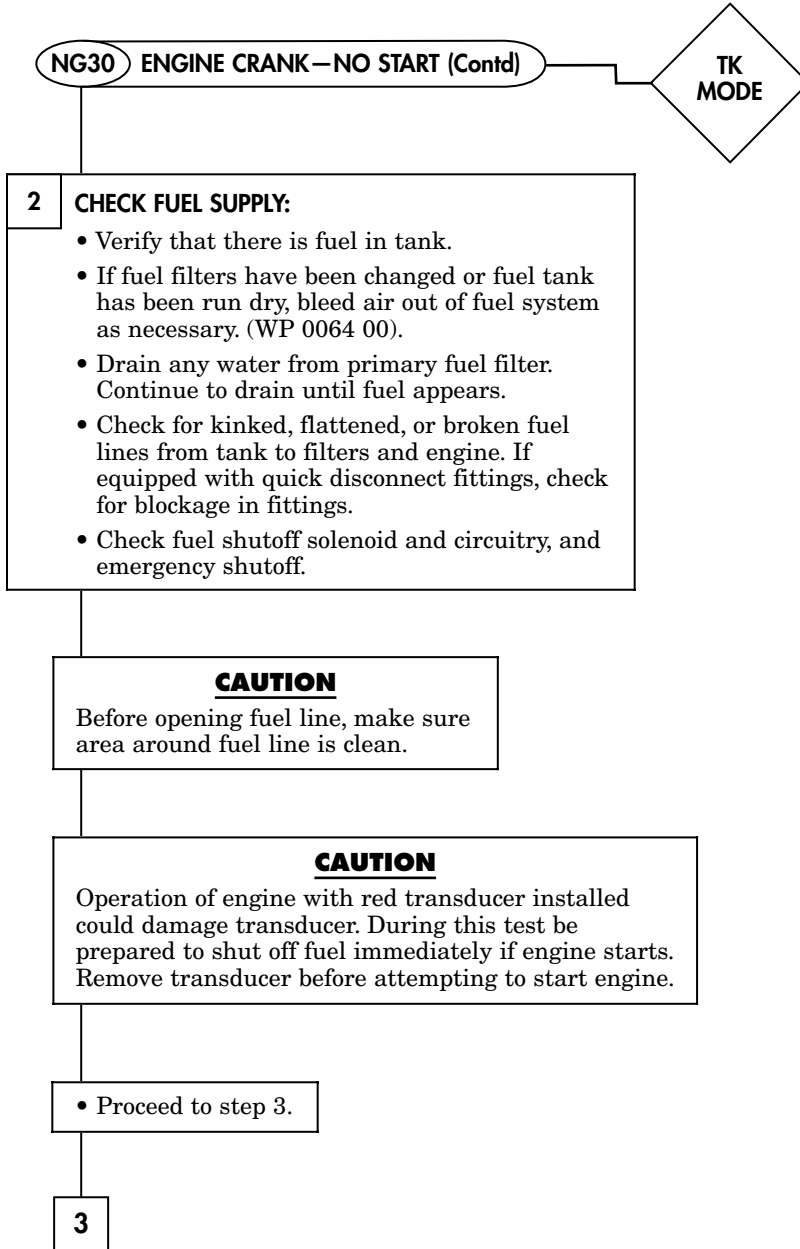 NG30 ENGINE CRANK—NO START (Contd)
TK
MODE
2 CHECK FUEL SUPPLY:
• Verify that there is fuel in tank.
• If fuel filters have been changed or fuel tank
has been run dry, bleed air out of fuel system
as necessary. (WP 0064 00).
• Drain any water from primary fuel filter.
Continue to drain until fuel appears.
• Check for kinked, flattened, or broken fuel
lines from tank to filters and engine. If
equipped with quick disconnect fittings, check
for blockage in fittings.
• Check fuel shutoff solenoid and circuitry, and
emergency shutoff.
CAUTION
Before opening fuel line, make sure
area around fuel line is clean.
CAUTION
Operation of engine with red transducer installed
could damage transducer. During this test be
prepared to shut off fuel immediately if engine starts.
Remove transducer before attempting to start engine.
• Proceed to step 3.
3